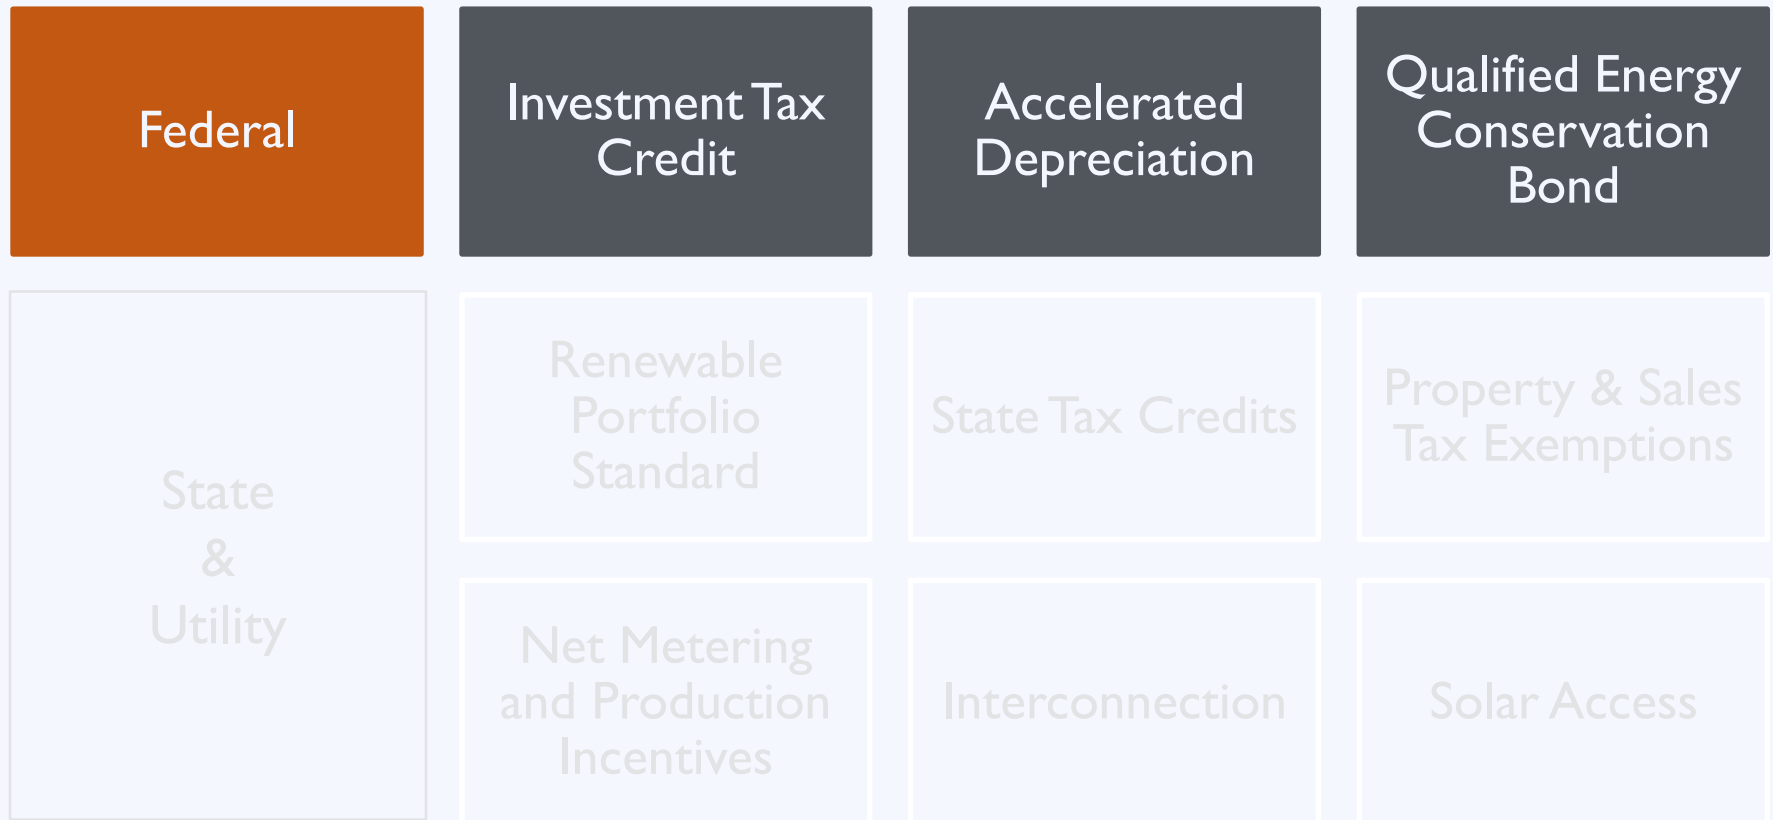 Federal
Investment Tax
Credit
Accelerated
Depreciation
Qualified Energy
Conservation
Bond
State
&
Utility
Renewable
Portfolio
Standard
State Tax Credits
Property & Sales
Tax Exemptions
Net Metering
and Production
Incentives
Interconnection
Solar Access